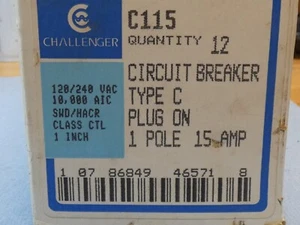 CHALLENGER
C115
QUANTITY 12
120/240 VAC
10,000 AIC
SWD/HACR
CLASS CTL
1 INCH
CIRCUIT BREAKER
TYPE C
PLUG ON
1 POLE 15 AMP
1 07 86849 46571 8